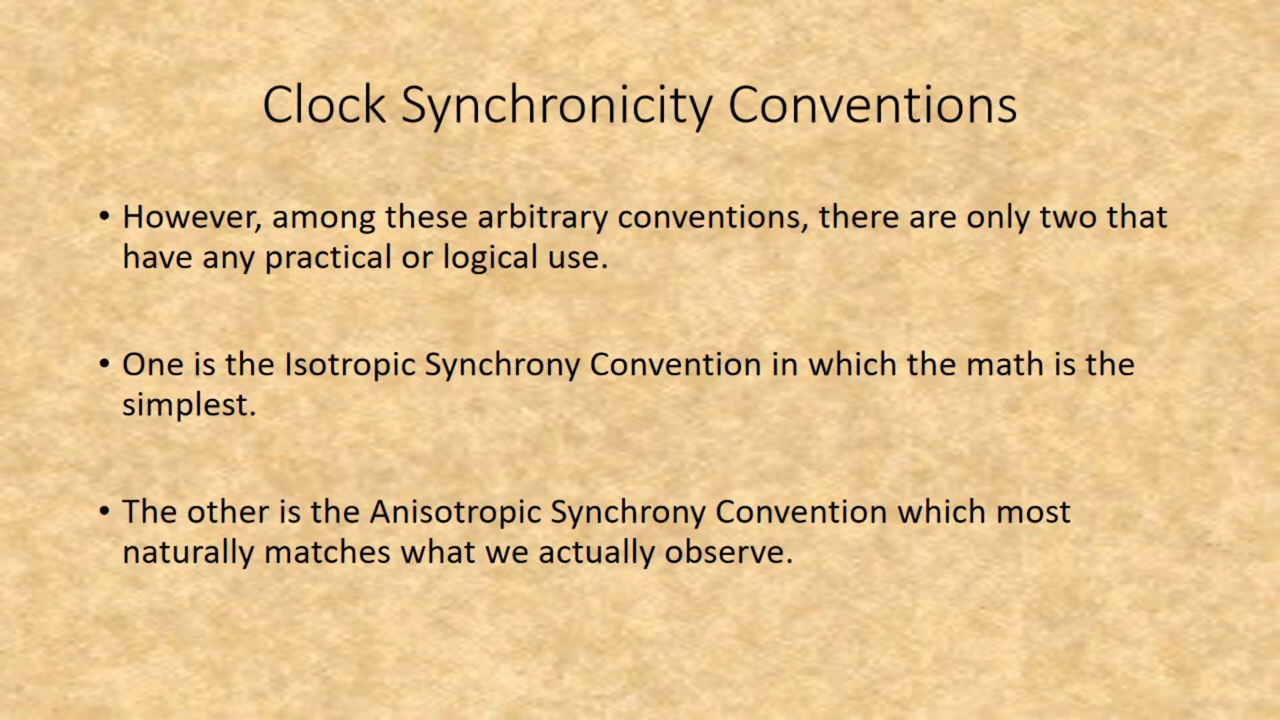 Clock Synchronicity Conventions
• However, among these arbitrary conventions, there are only two that
have any practical or logical use.
• One is the Isotropic Synchrony Convention in which the math is the
simplest.
• The other is the Anisotropic Synchrony Convention which most
naturally matches what we actually observe.